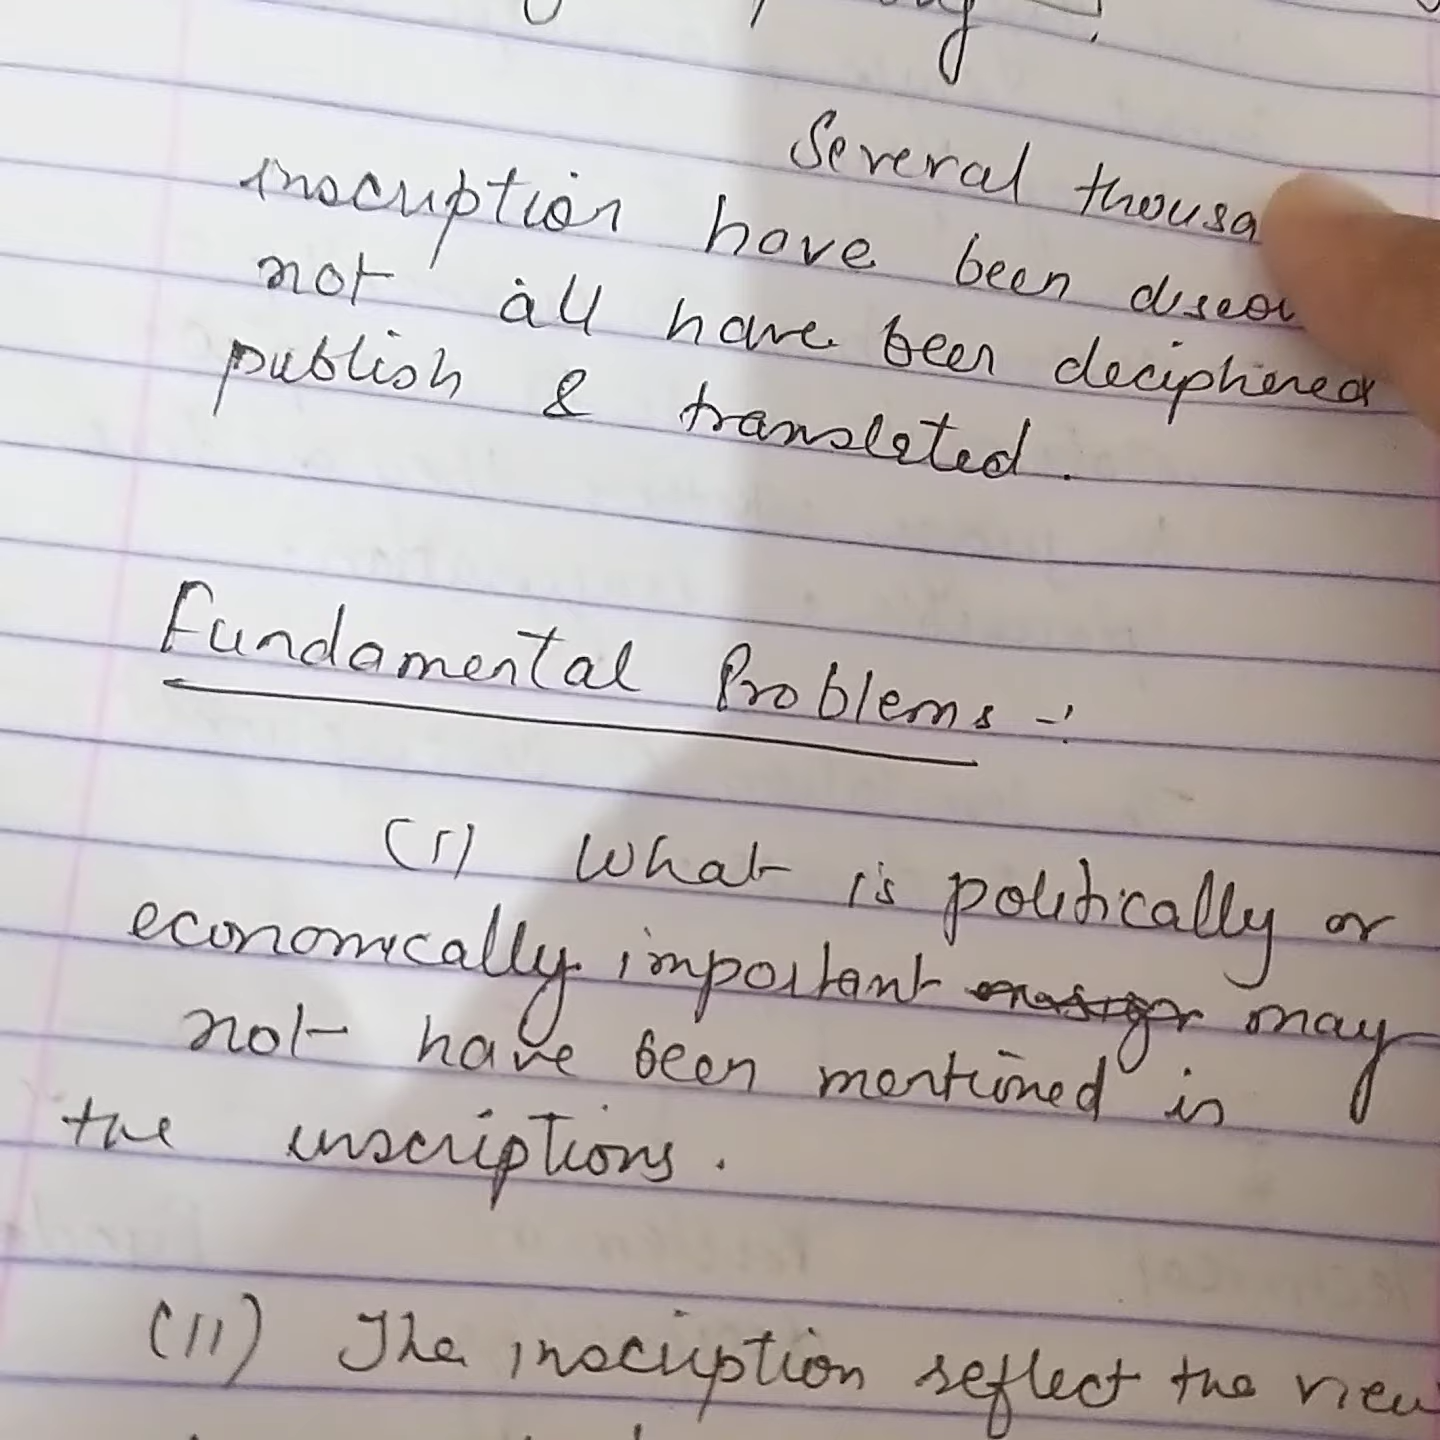 Several thousa
inscription have been discov
not all have been deciphered
publish & translated.
Fundamental Problems :-
(I) What is politically or
economically important may
not have been mentioned in
the inscriptions.
(II) The inscription reflect the view